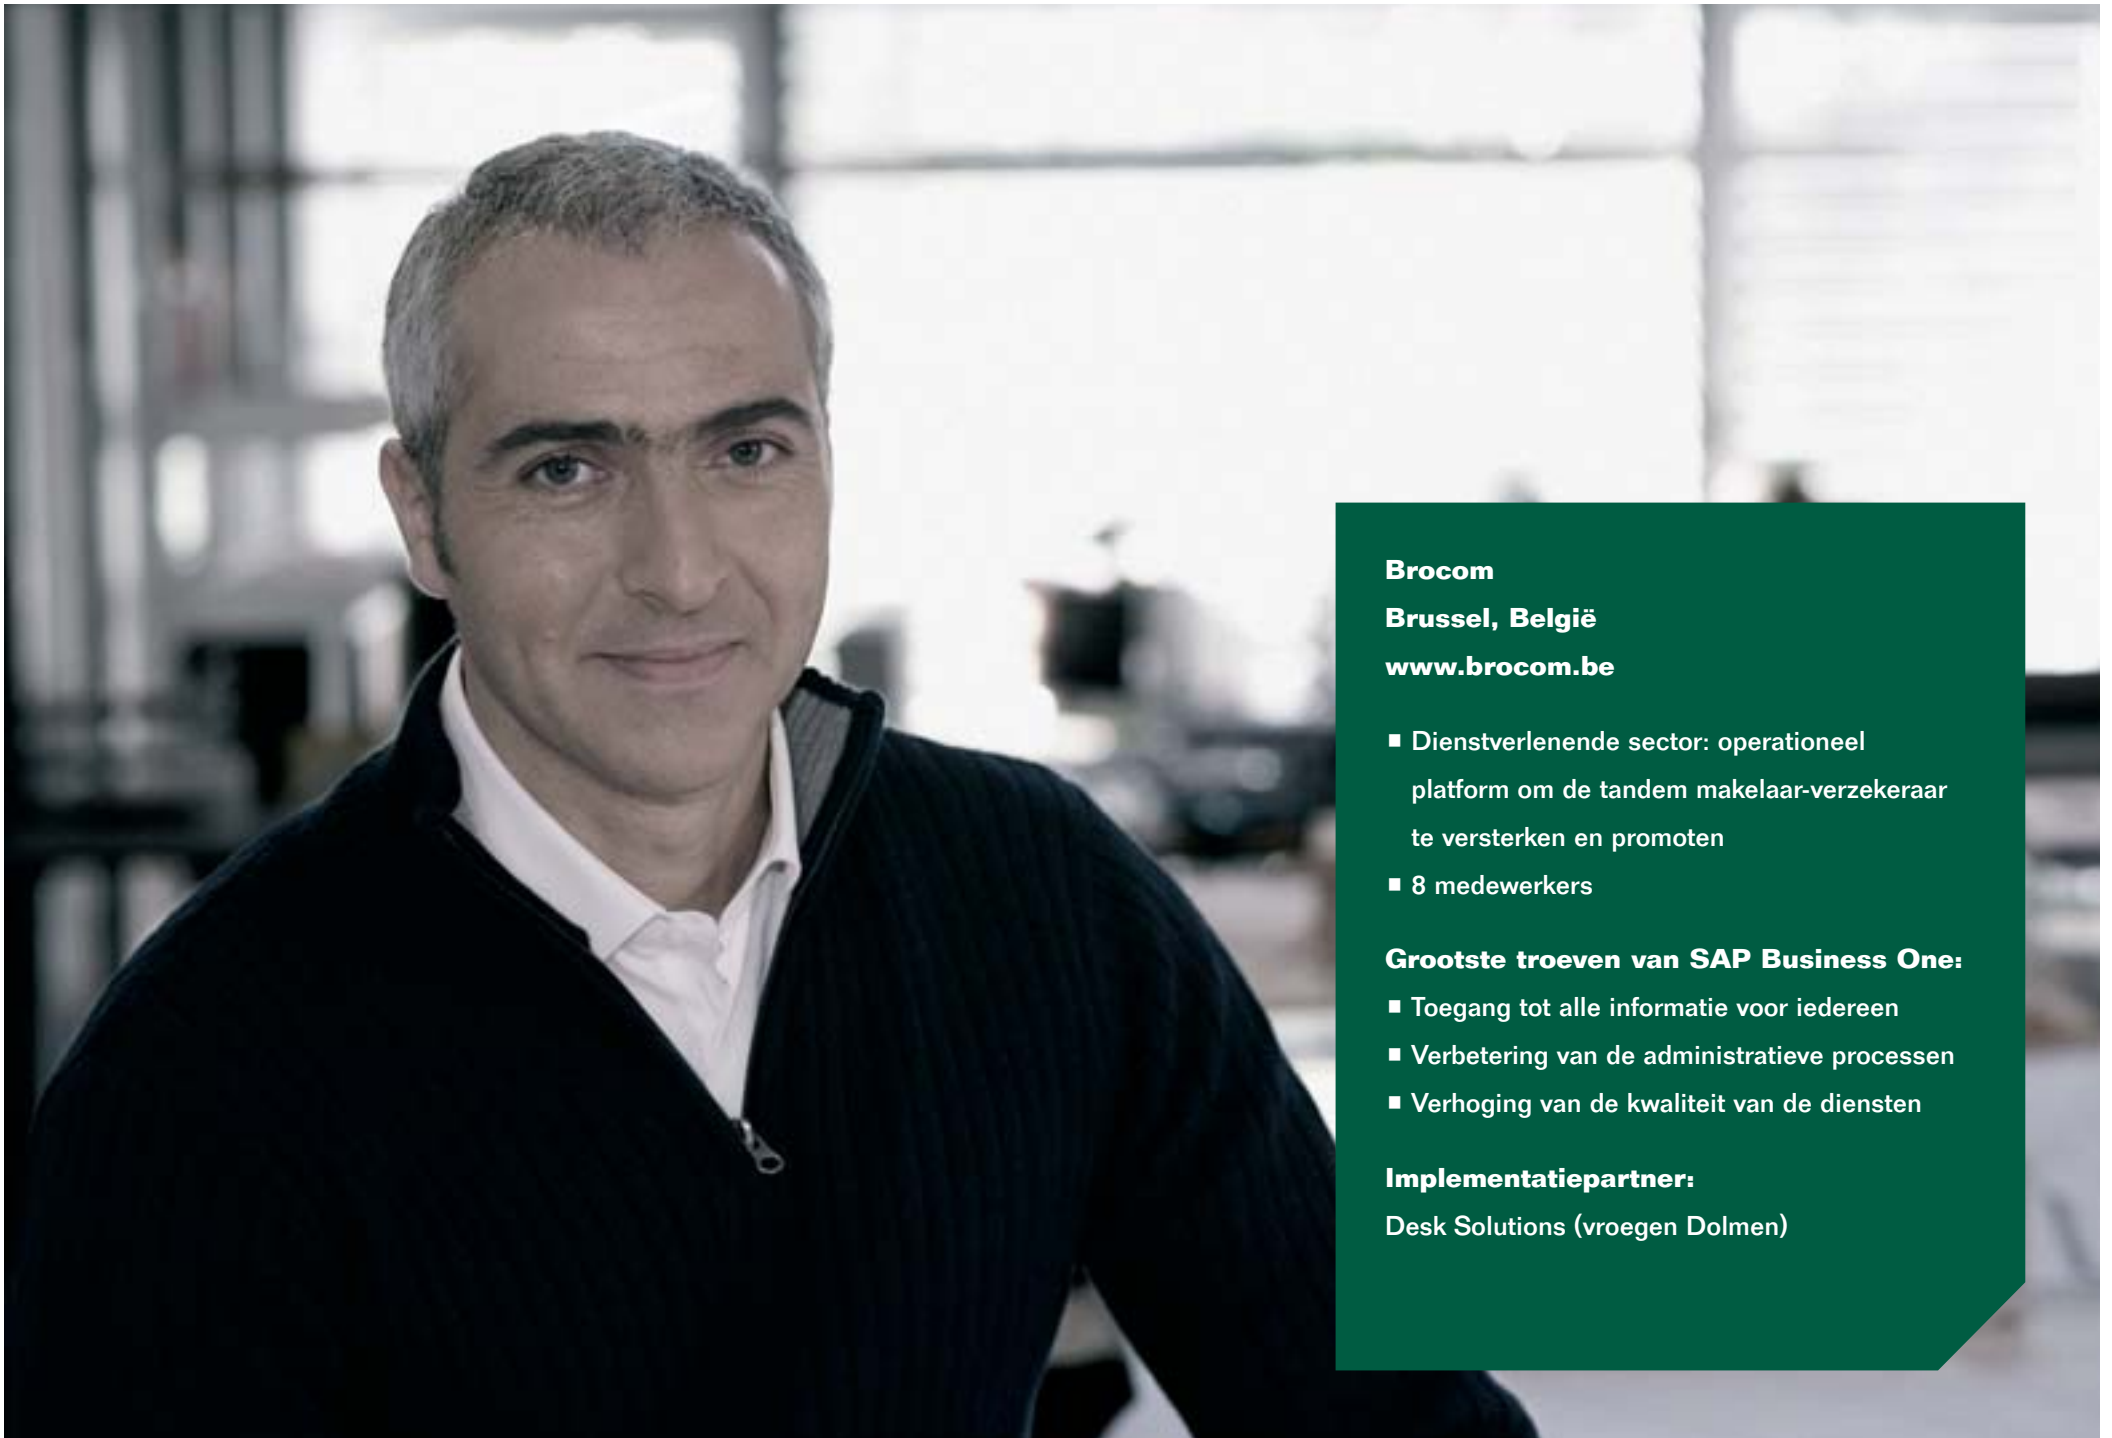 Brocom
Brussel, België
www.brocom.be
▪ Dienstverlenende sector: operationeel
platform om de tandem makelaar-verzekeraar
te versterken en promoten
▪ 8 medewerkers
Grootste troeven van SAP Business One:
▪ Toegang tot alle informatie voor iedereen
▪ Verbetering van de administratieve processen
▪ Verhoging van de kwaliteit van de diensten
Implementatiepartner:
Desk Solutions (vroegen Dolmen)